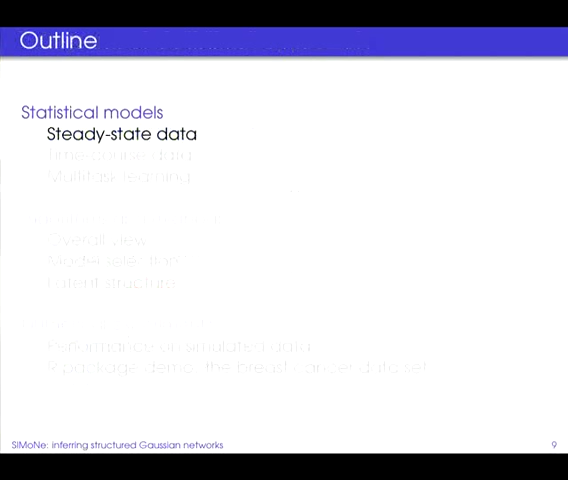 Outline
Statistical models
Steady-state data
Time-course data
Multitask learning
Overall view
Model selection
Latent structure
Performance on simulated data
R package demo: the breast cancer data set
SIMoNe: inferring structured Gaussian networks
9